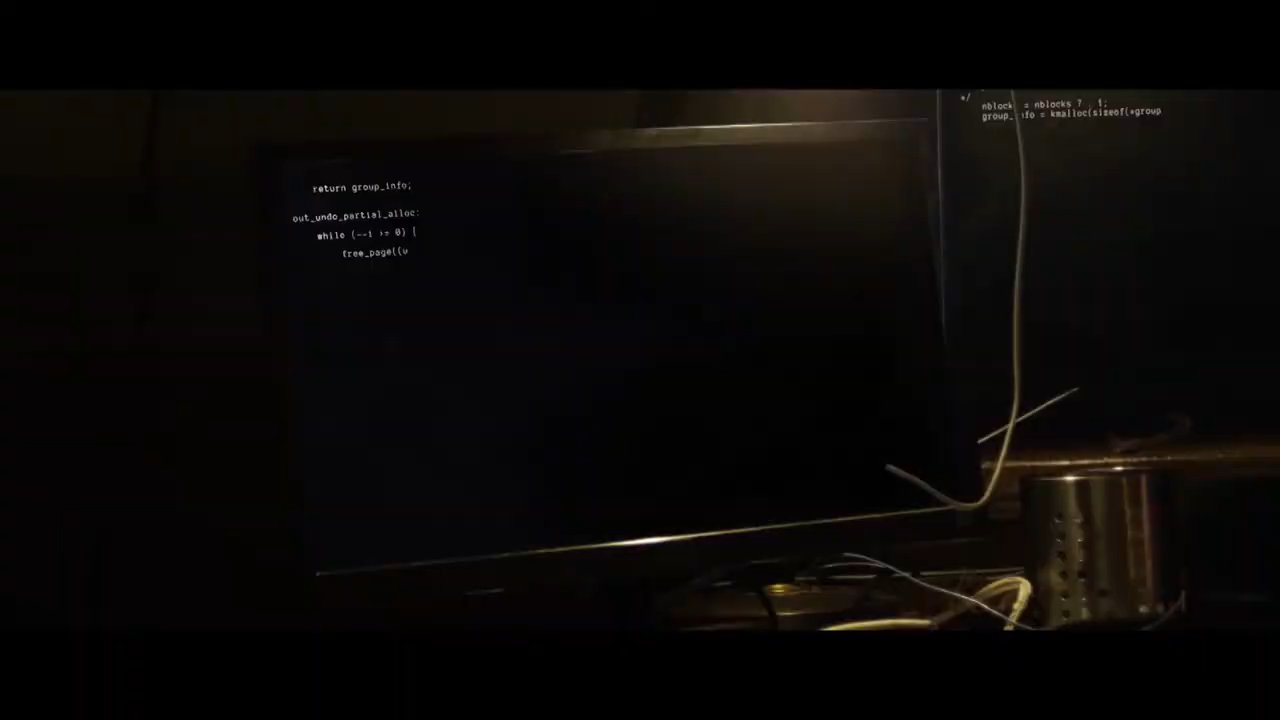 return group_info;
out_undo_partial_alloc:
while (--i >= 0) {
free_page((v
*/
nblocks = nblocks ? : 1;
group_info = kmalloc(sizeof(*group